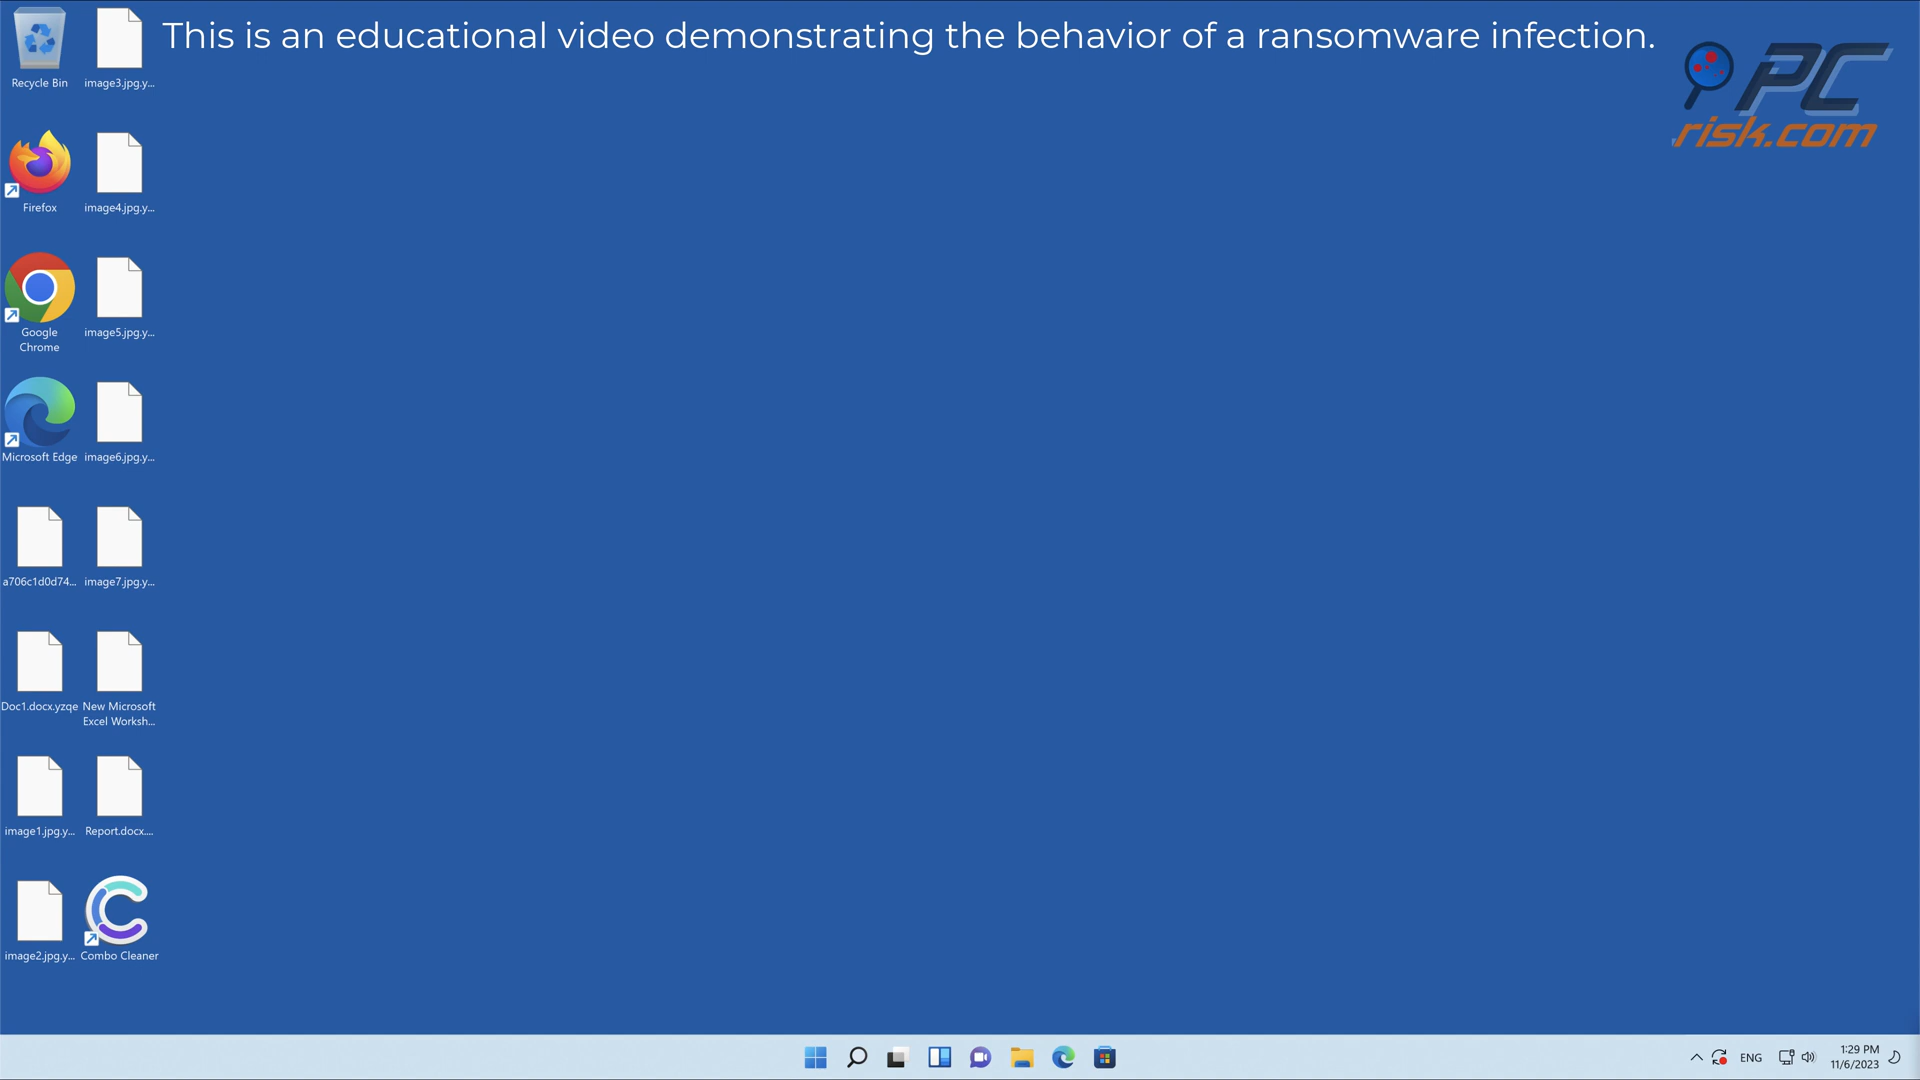 This is an educational video demonstrating the behavior of a ransomware infection.
PC
risk.com
Recycle Bin
image3.jpg.y...
Firefox
image4.jpg.y...
Google
Chrome
image5.jpg.y...
Microsoft Edge
image6.jpg.y...
a706c1d0d74...
image7.jpg.y...
Doc1.docx.yzqe
New Microsoft
Excel Worksh...
image1.jpg.y...
Report.docx....
image2.jpg.y...
Combo Cleaner
ENG
1:29 PM
11/6/2023